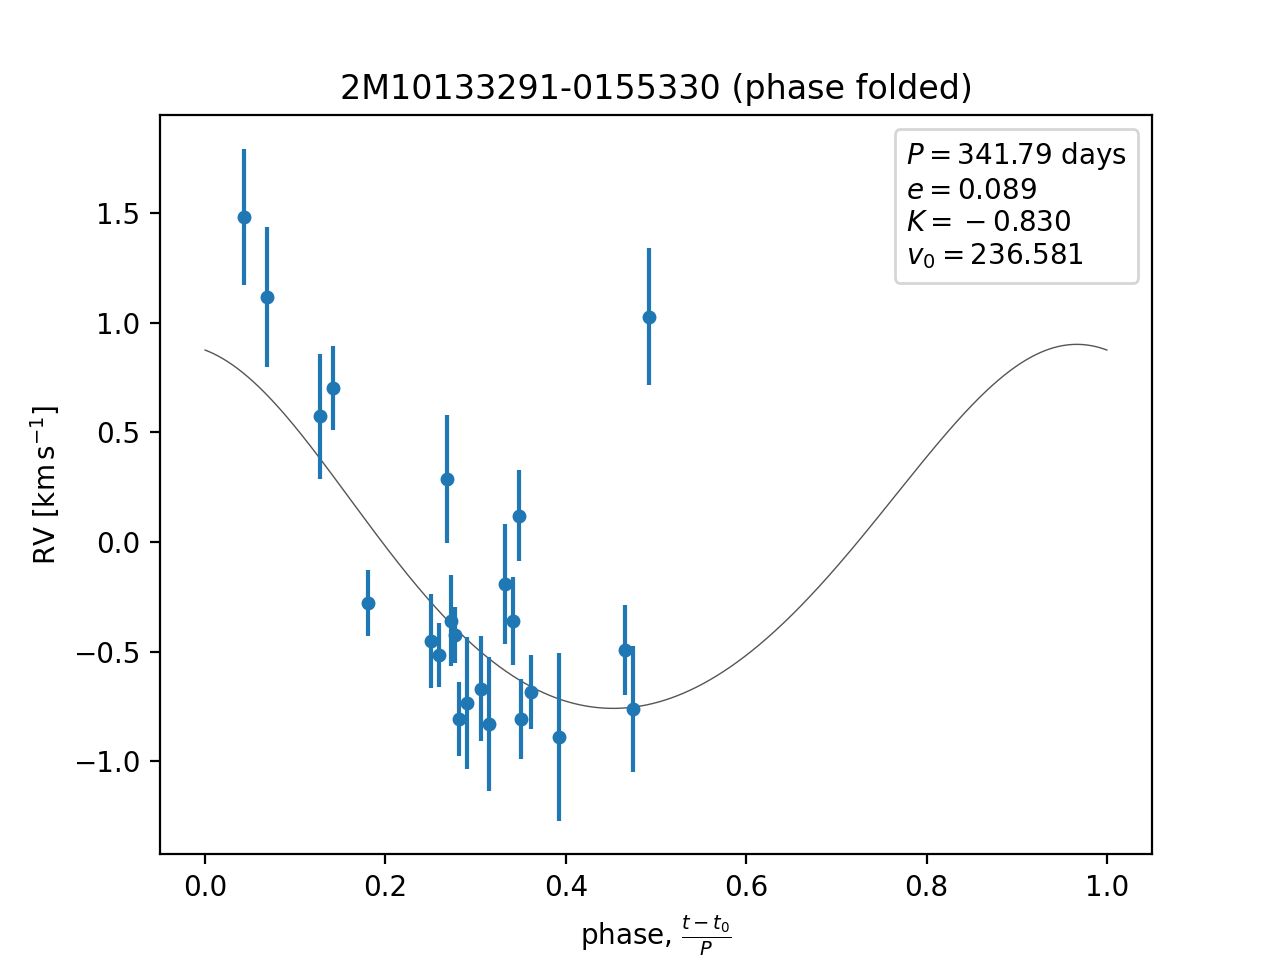 2M10133291-0155330 (phase folded)
P = 341.79 days
e = 0.089
K = −0.830
v₀ = 236.581
RV [km s⁻¹]
1.5
1.0
0.5
0.0
−0.5
−1.0
0.0 0.2 0.4 0.6 0.8 1.0
phase, (t − t₀)/P